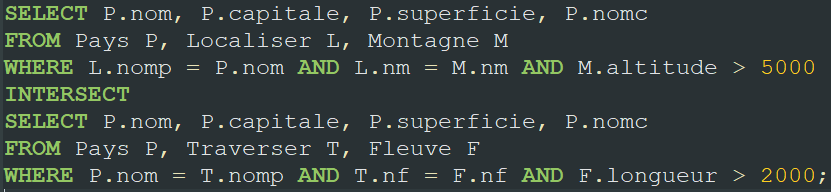 SELECT P.nom, P.capitale, P.superficie, P.nomc
FROM Pays P, Localiser L, Montagne M
WHERE L.nomp = P.nom AND L.nm = M.nm AND M.altitude > 5000
INTERSECT
SELECT P.nom, P.capitale, P.superficie, P.nomc
FROM Pays P, Traverser T, Fleuve F
WHERE P.nom = T.nomp AND T.nf = F.nf AND F.longueur > 2000;